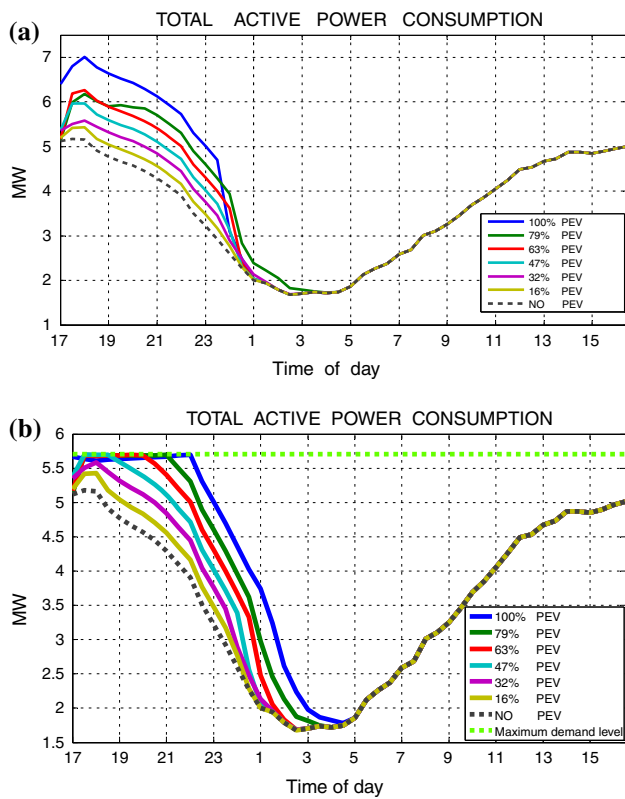 (a)
TOTAL ACTIVE POWER CONSUMPTION
7
6
5
4
3
2
1
MW
100% PEV
79% PEV
63% PEV
47% PEV
32% PEV
16% PEV
NO PEV
17 19 21 23 1 3 5 7 9 11 13 15
Time of day
(b)
TOTAL ACTIVE POWER CONSUMPTION
6
5.5
5
4.5
4
3.5
3
2.5
2
1.5
MW
100% PEV
79% PEV
63% PEV
47% PEV
32% PEV
16% PEV
NO PEV
Maximum demand level
17 19 21 23 1 3 5 7 9 11 13 15
Time of day